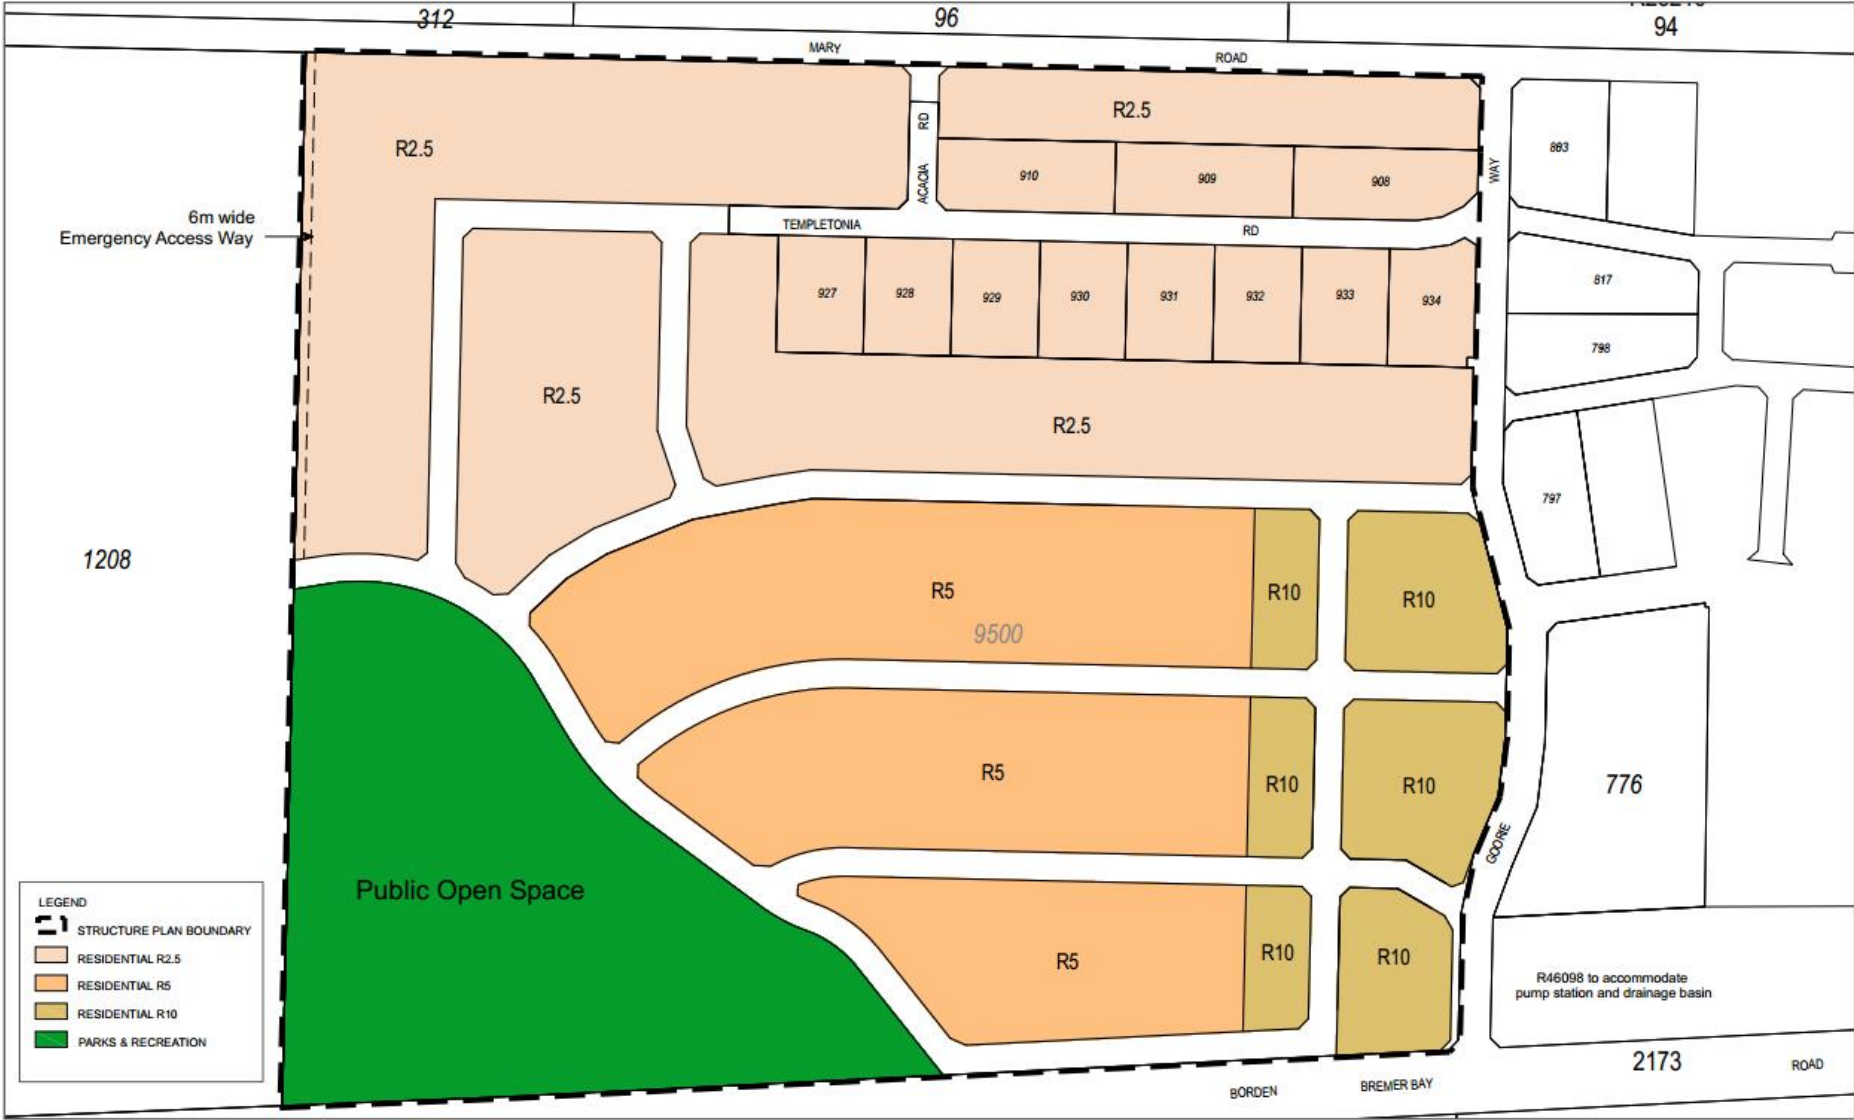 312
96
94
MARY
ROAD
R2.5
R2.5
ACACIA RD
910
909
908
WAY
883
6m wide
Emergency Access Way
TEMPLETONIA
RD
927
928
929
930
931
932
933
934
817
798
R2.5
R2.5
797
1208
R5
R10
R10
9500
R5
R10
R10
776
GOORIE
Public Open Space
R5
R10
R10
R46098 to accommodate
pump station and drainage basin
LEGEND
STRUCTURE PLAN BOUNDARY
RESIDENTIAL R2.5
RESIDENTIAL R5
RESIDENTIAL R10
PARKS & RECREATION
BORDEN
BREMER BAY
2173
ROAD